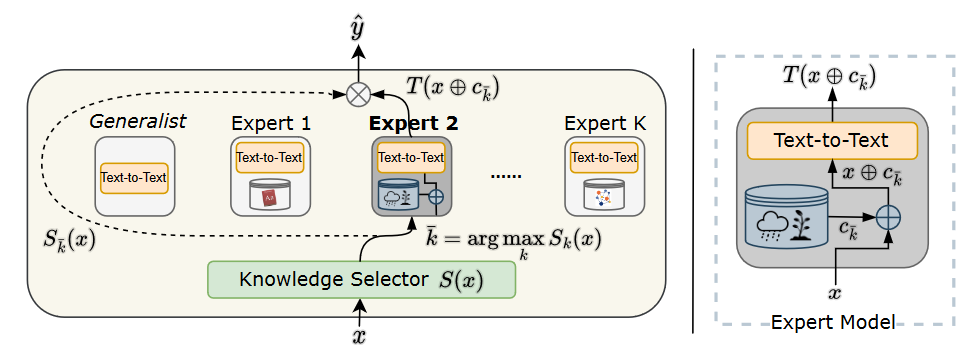 ŷ
T(x ⊕ c_k̄)
Generalist
Expert 1
Expert 2
Expert K
Text-to-Text
Text-to-Text
Text-to-Text
Text-to-Text
......
S_k̄(x)
k̄ = arg max S_k(x)
k
Knowledge Selector S(x)
x
T(x ⊕ c_k̄)
Text-to-Text
x ⊕ c_k̄
c_k̄
x
Expert Model